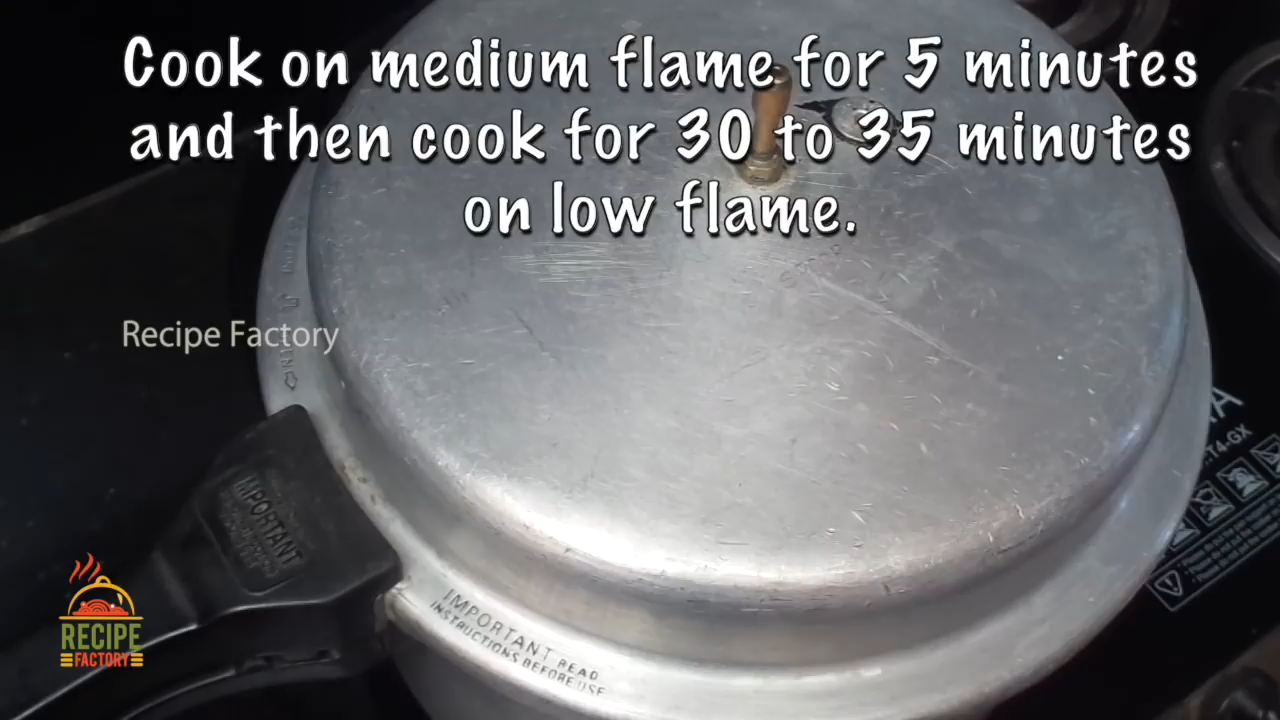 Cook on medium flame for 5 minutes
and then cook for 30 to 35 minutes
on low flame.
Recipe Factory
IMPORTANT
IMPORTANT READ
INSTRUCTIONS BEFORE USE
RECIPE
FACTORY